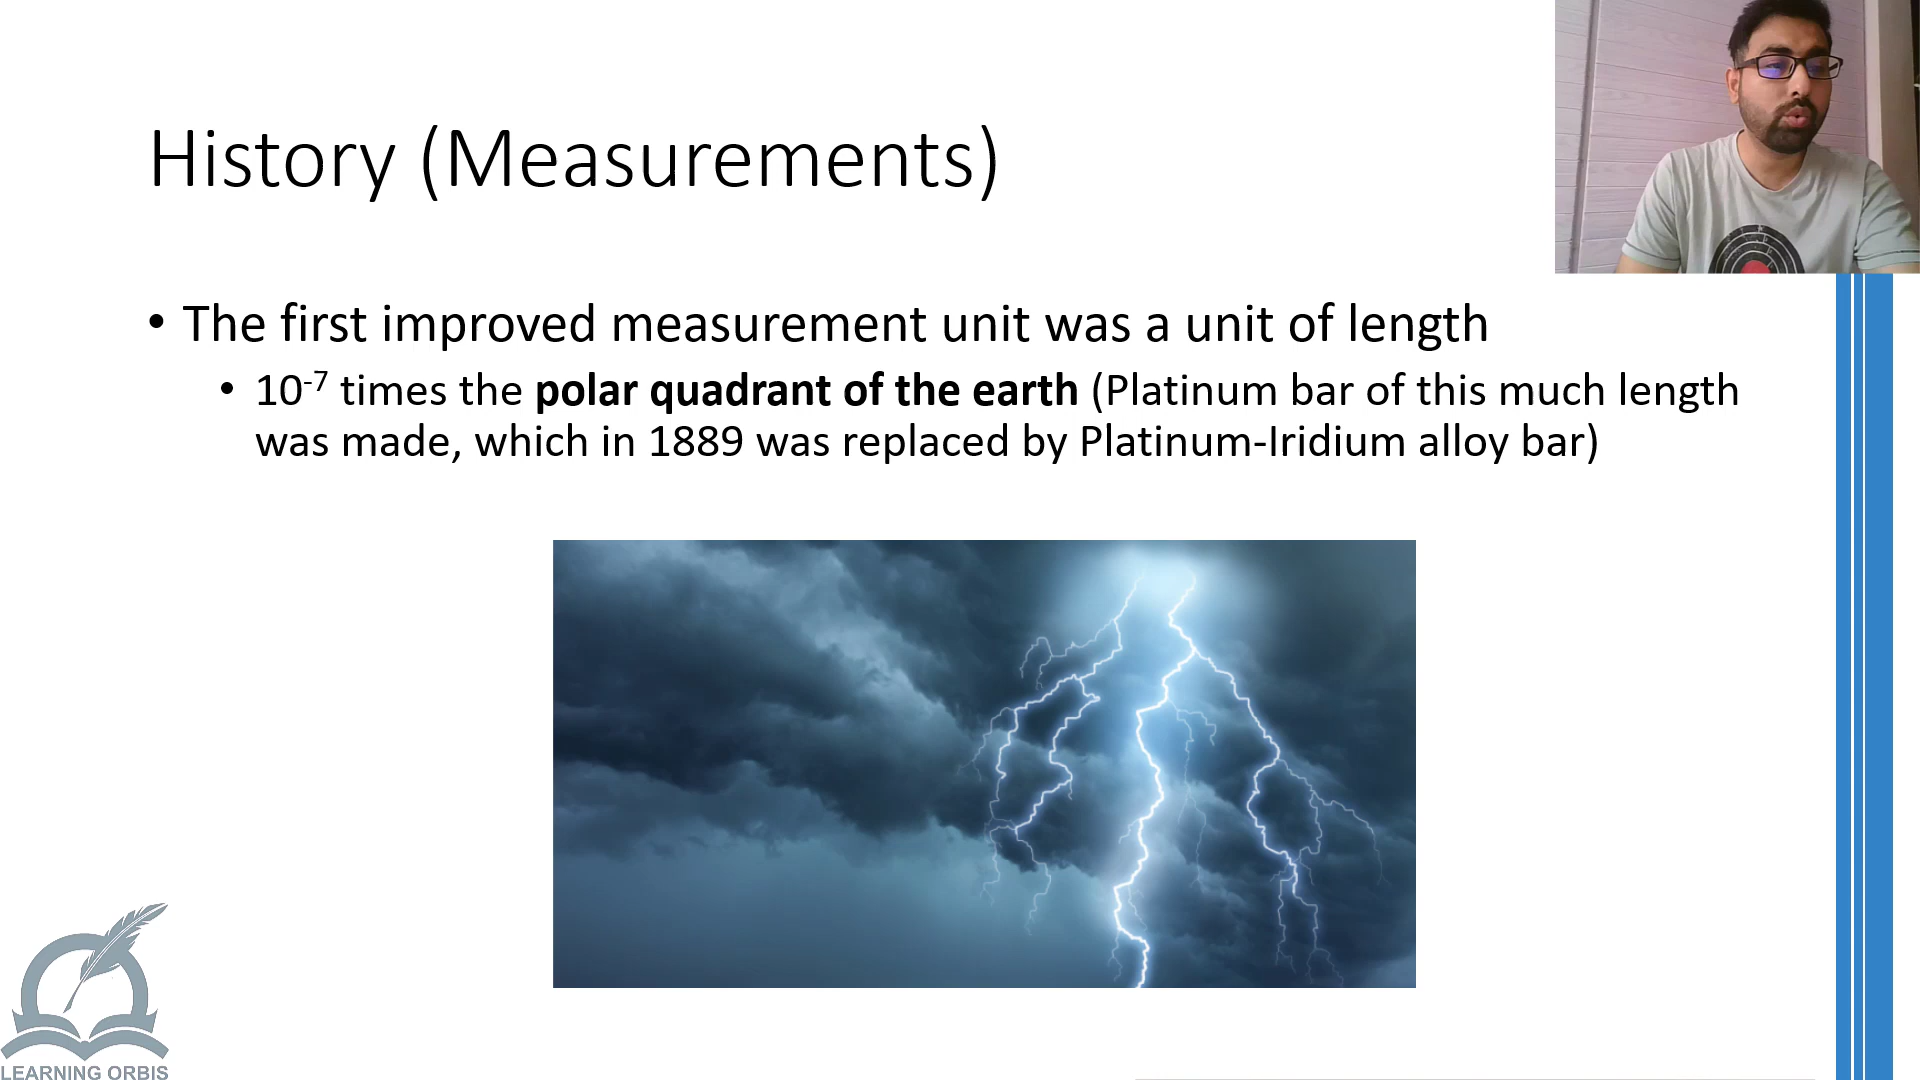 History (Measurements)
• The first improved measurement unit was a unit of length
• 10⁻⁷ times the polar quadrant of the earth (Platinum bar of this much length
was made, which in 1889 was replaced by Platinum-Iridium alloy bar)
LEARNING ORBIS